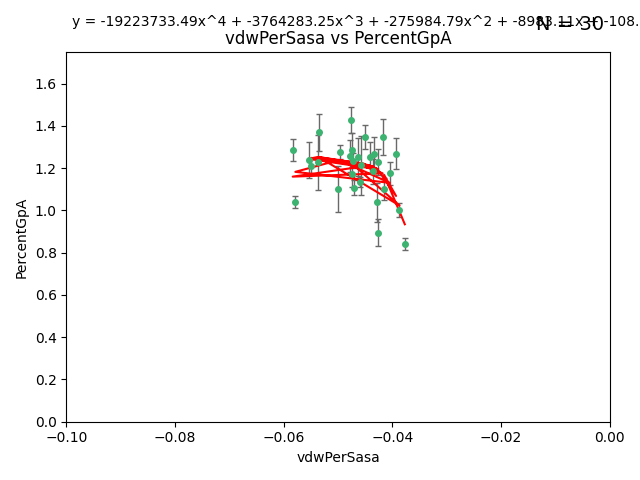 y = -19223733.49x^4 + -3764283.25x^3 + -275984.79x^2 + -8983.11x + -108.
N = 30
vdwPerSasa vs PercentGpA
PercentGpA
1.6
1.4
1.2
1.0
0.8
0.6
0.4
0.2
0.0
−0.10 −0.08 −0.06 −0.04 −0.02 0.00
vdwPerSasa